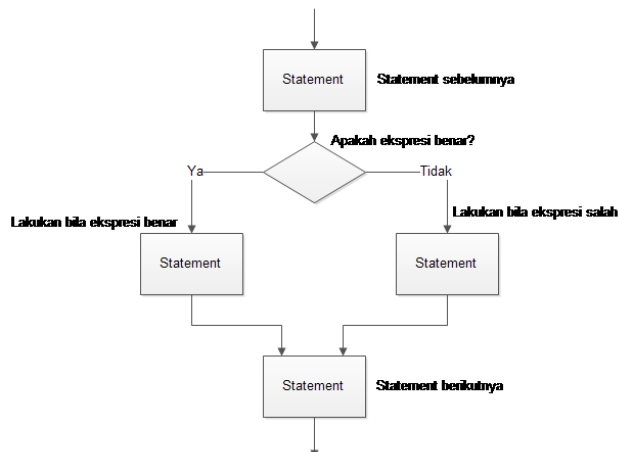 Statement
Statement sebelumnya
Apakah ekspresi benar?
Ya
Tidak
Lakukan bila ekspresi benar
Lakukan bila ekspresi salah
Statement
Statement
Statement
Statement berikutnya